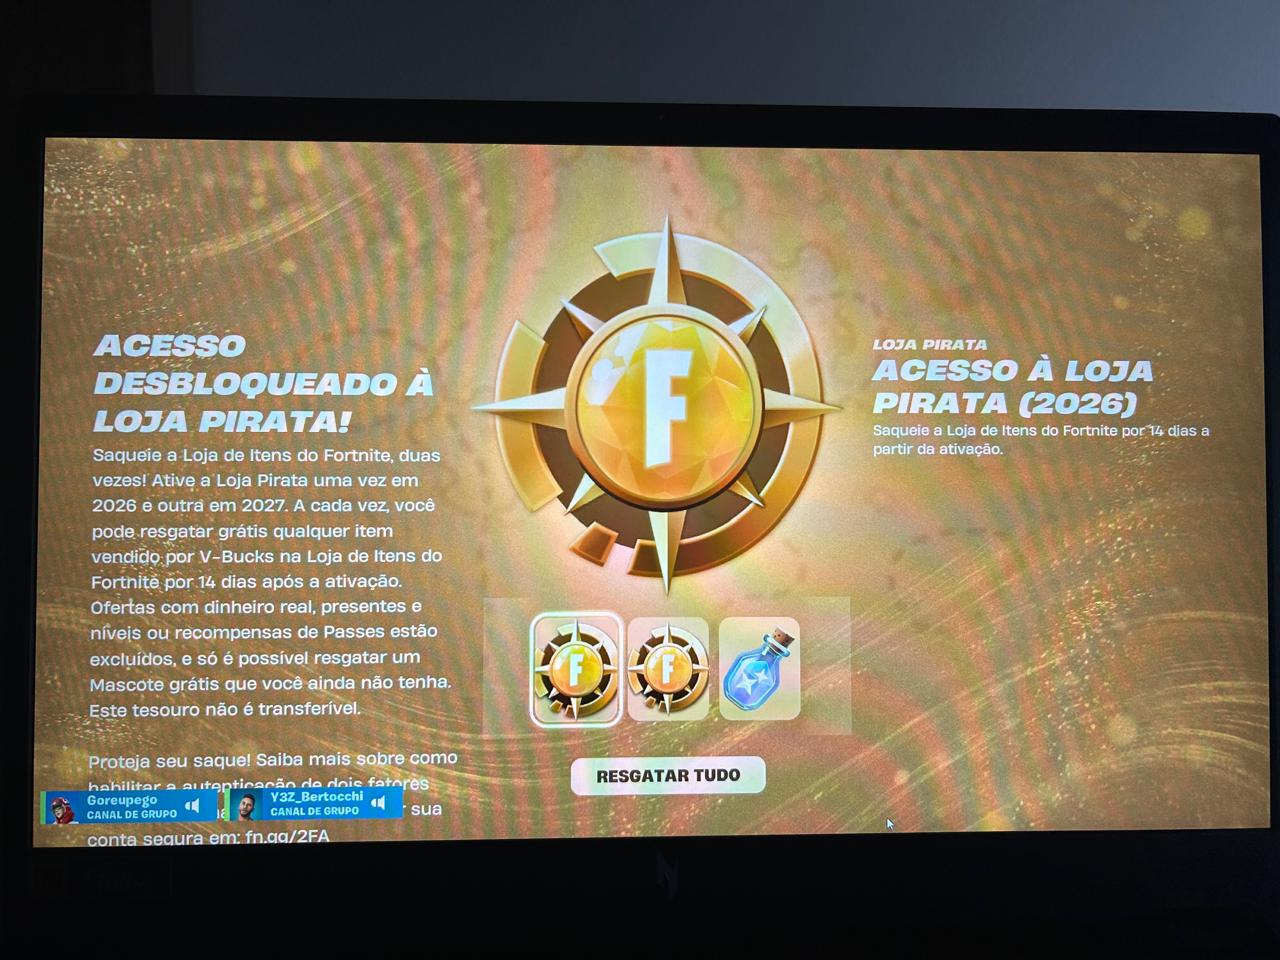 ACESSO
DESBLOQUEADO À
LOJA PIRATA!
Saqueie a Loja de Itens do Fortnite, duas
vezes! Ative a Loja Pirata uma vez em
2026 e outra em 2027. A cada vez, você
pode resgatar grátis qualquer item
vendido por V-Bucks na Loja de Itens do
Fortnite por 14 dias após a ativação.
Ofertas com dinheiro real, presentes e
níveis ou recompensas de Passes estão
excluídos, e só é possível resgatar um
Mascote grátis que você ainda não tenha.
Este tesouro não é transferível.
Proteja seu saque! Saiba mais sobre como
habilitar a autenticação de dois fatores
sua
conta segura em: fn.gg/2FA
Goreupego
CANAL DE GRUPO
Y3Z_Bertocchi
CANAL DE GRUPO
F
F
F
RESGATAR TUDO
LOJA PIRATA
ACESSO À LOJA
PIRATA (2026)
Saqueie a Loja de Itens do Fortnite por 14 dias a
partir da ativação.